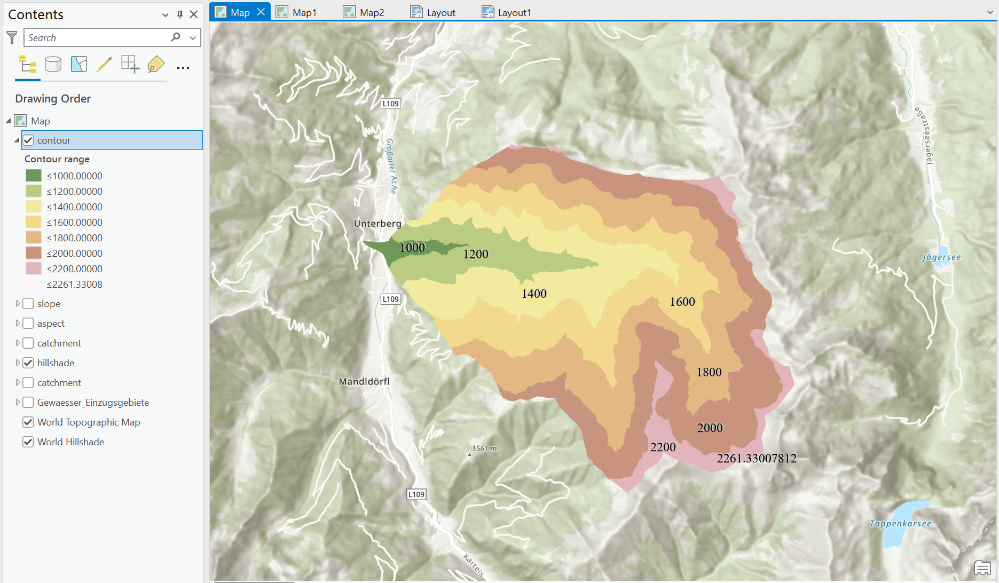 Contents
Search
Drawing Order
Map
contour
Contour range
≤1000.00000
≤1200.00000
≤1400.00000
≤1600.00000
≤1800.00000
≤2000.00000
≤2200.00000
≤2261.33008
slope
aspect
catchment
hillshade
catchment
Gewaesser_Einzugsgebiete
World Topographic Map
World Hillshade
Map
Map1
Map2
Layout
Layout1
L109
Jägerseestraße
Großarler Ache
Unterberg
1000
1200
Jägersee
1400
L109
1600
1800
Mandldörfl
2000
2200
1561 m
2261.33007812
L109
Tappenkarsee
Karteis